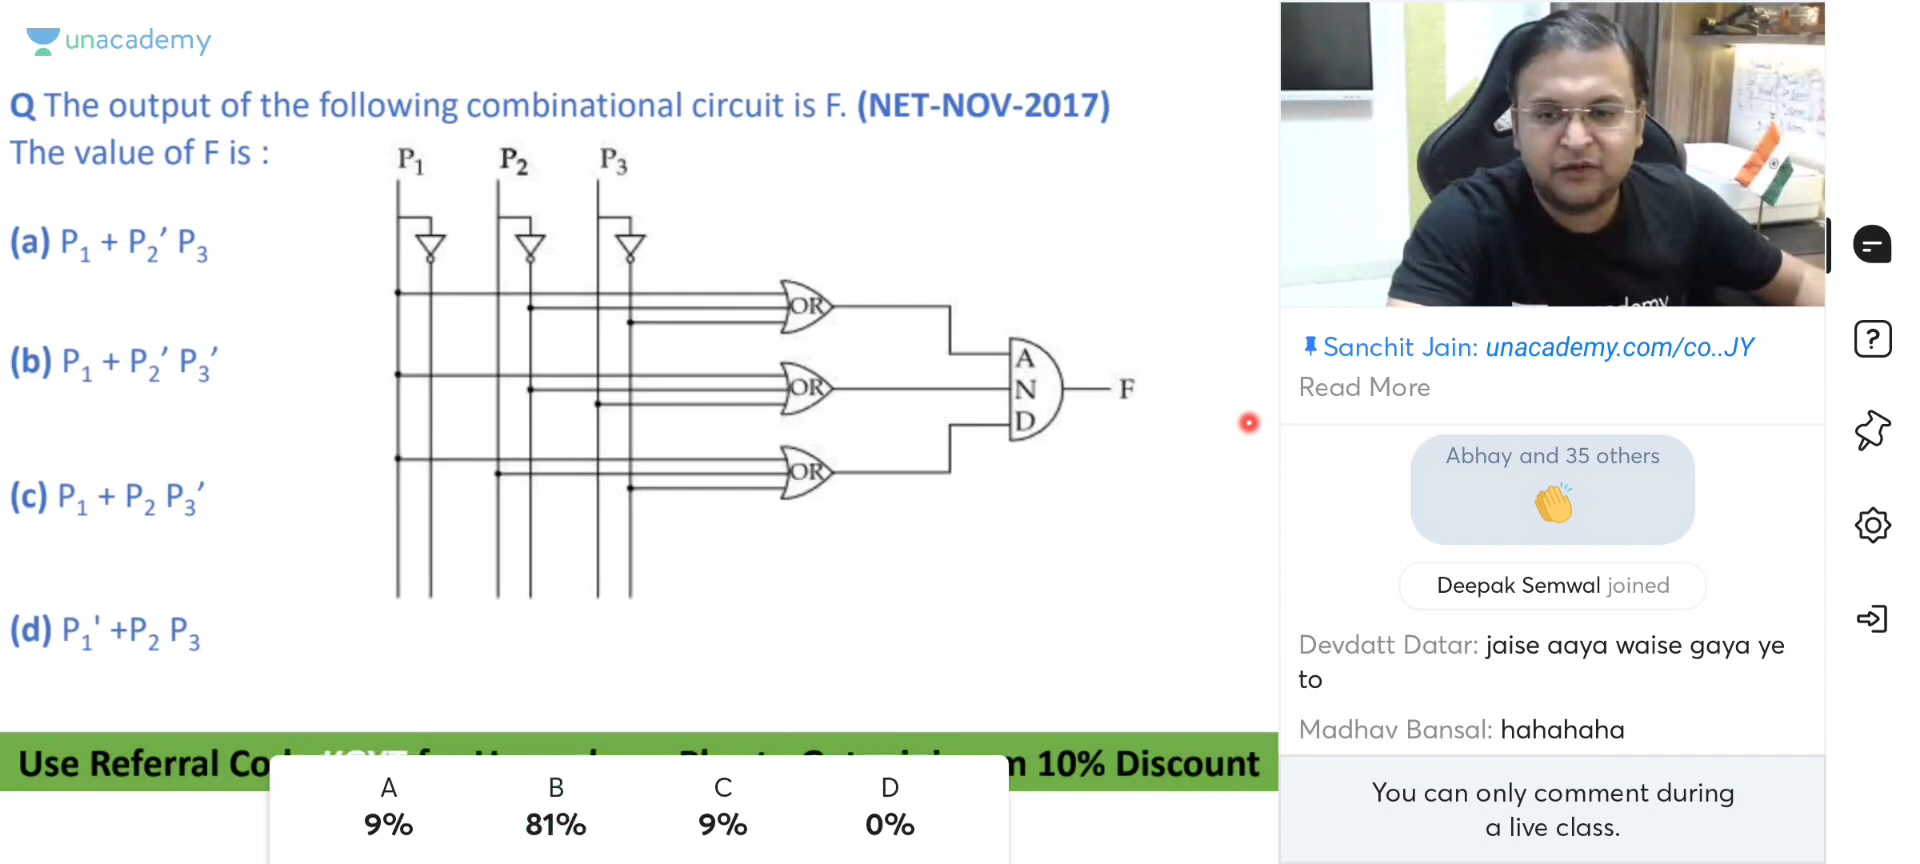 unacademy
Q The output of the following combinational circuit is F. (NET-NOV-2017)
The value of F is :
P₁ P₂ P₃
(a) P₁ + P₂′ P₃
(b) P₁ + P₂′ P₃′
(c) P₁ + P₂ P₃′
(d) P₁' +P₂ P₃
OR
OR
OR
A
N
D
F
Use Referral 10% Discount
A B C D
9% 81% 9% 0%
Sanchit Jain: unacademy.com/co..JY
Read More
Abhay and 35 others
Deepak Semwal joined
Devdatt Datar: jaise aaya waise gaya ye
to
Madhav Bansal: hahahaha
You can only comment during
a live class.